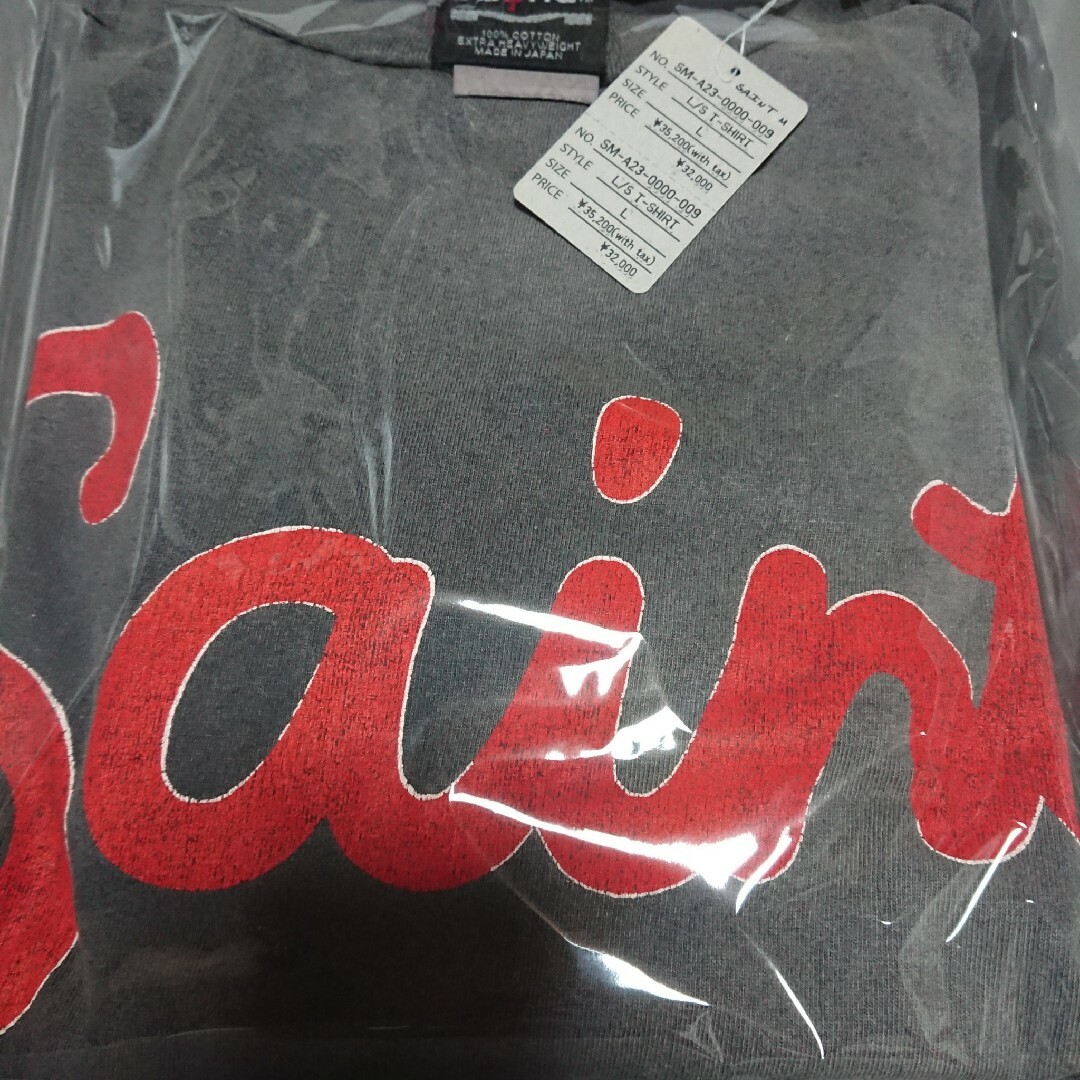 100% COTTON
EXTRA HEAVYWEIGHT
MADE IN JAPAN
SAINT M
NO. SM-A23-0000-009
STYLE L/S T-SHIRT
SIZE L
PRICE ¥35,200(with tax)
¥32,000
NO. SM-A23-0000-009
STYLE L/S T-SHIRT
SIZE L
PRICE ¥35,200(with tax)
¥32,000
Saint